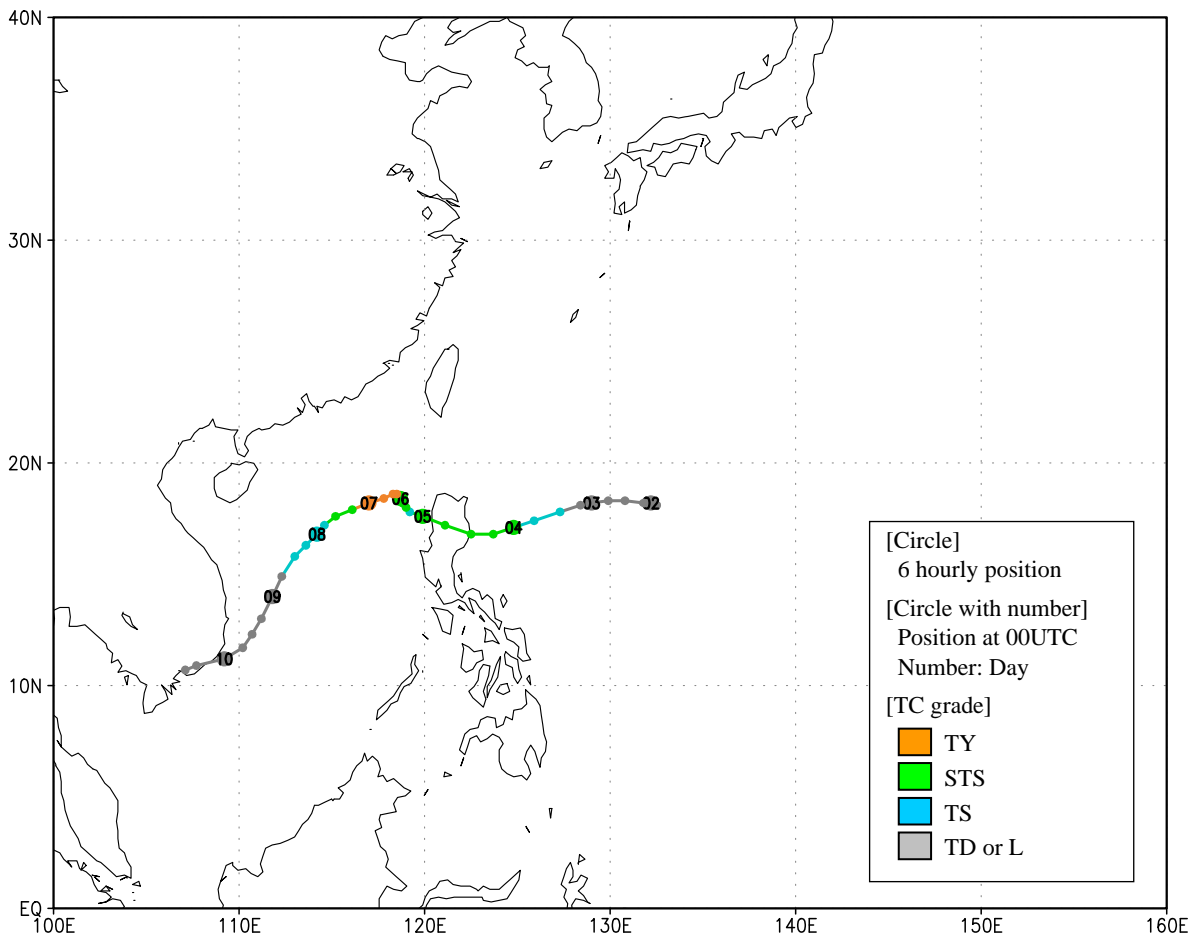 40N
30N
20N
10N
EQ
100E 110E 120E 130E 140E 150E 160E
10 09 08 07 06 05 04 03 02
[Circle]
6 hourly position
[Circle with number]
Position at 00UTC
Number: Day
[TC grade]
TY
STS
TS
TD or L